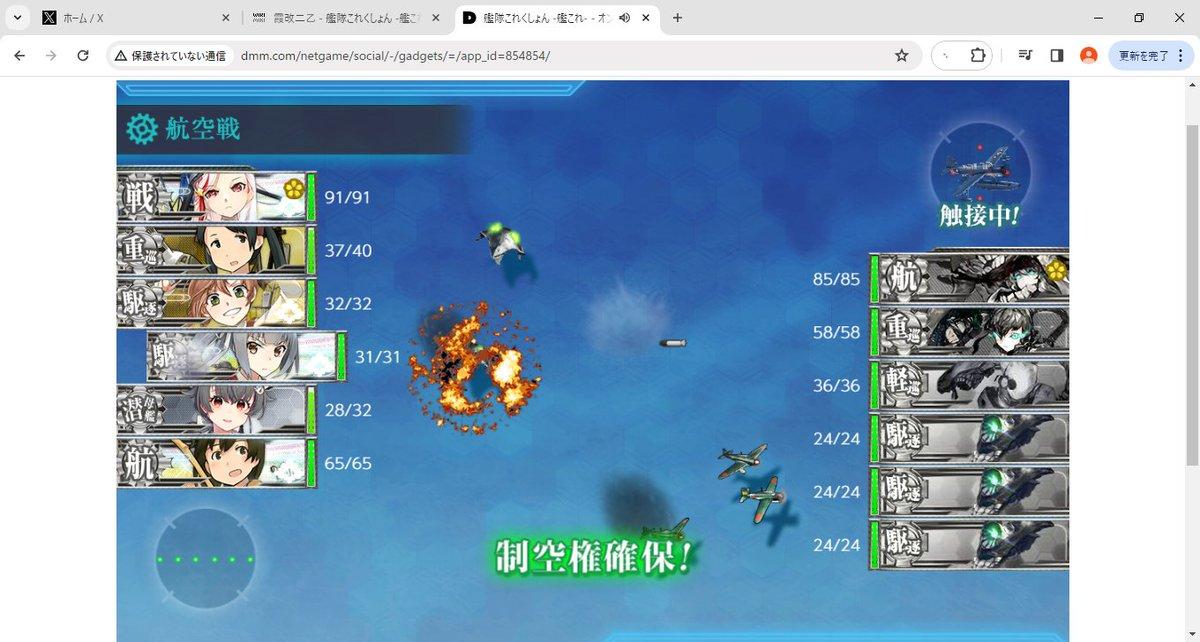 ホーム / X
霞改二乙 - 艦隊これくしょん -艦これ
艦隊これくしょん -艦これ- - オン
保護されていない通信
dmm.com/netgame/social/-/gadgets/=/app_id=854854/
更新を完了
航空戦
触接中!
戦 91/91
重巡 37/40
駆逐 32/32
駆 31/31
潜母艦 28/32
航 65/65
航 85/85
重巡 58/58
軽巡 36/36
駆逐 24/24
駆逐 24/24
駆逐 24/24
制空権確保!